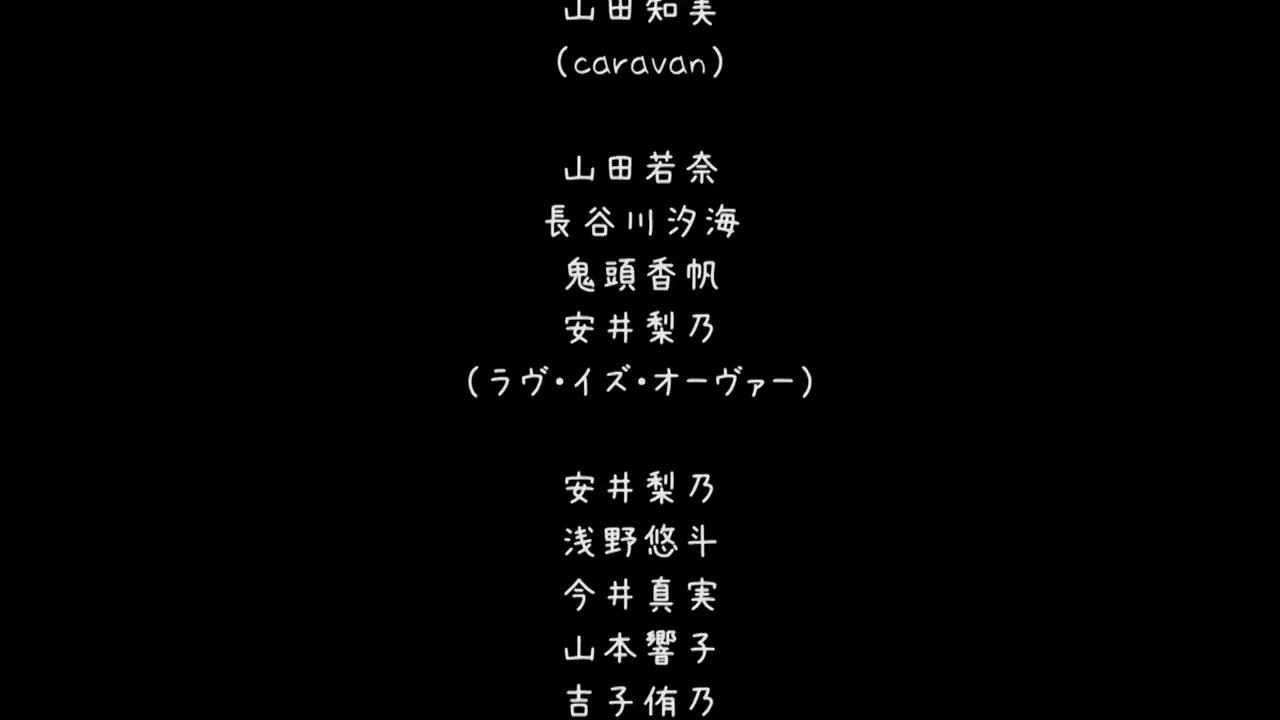 山田知実
(caravan)
山田若奈
長谷川汐海
鬼頭香帆
安井梨乃
(ラヴ・イズ・オーヴァー)
安井梨乃
浅野悠斗
今井真実
山本響子
吉子侑乃